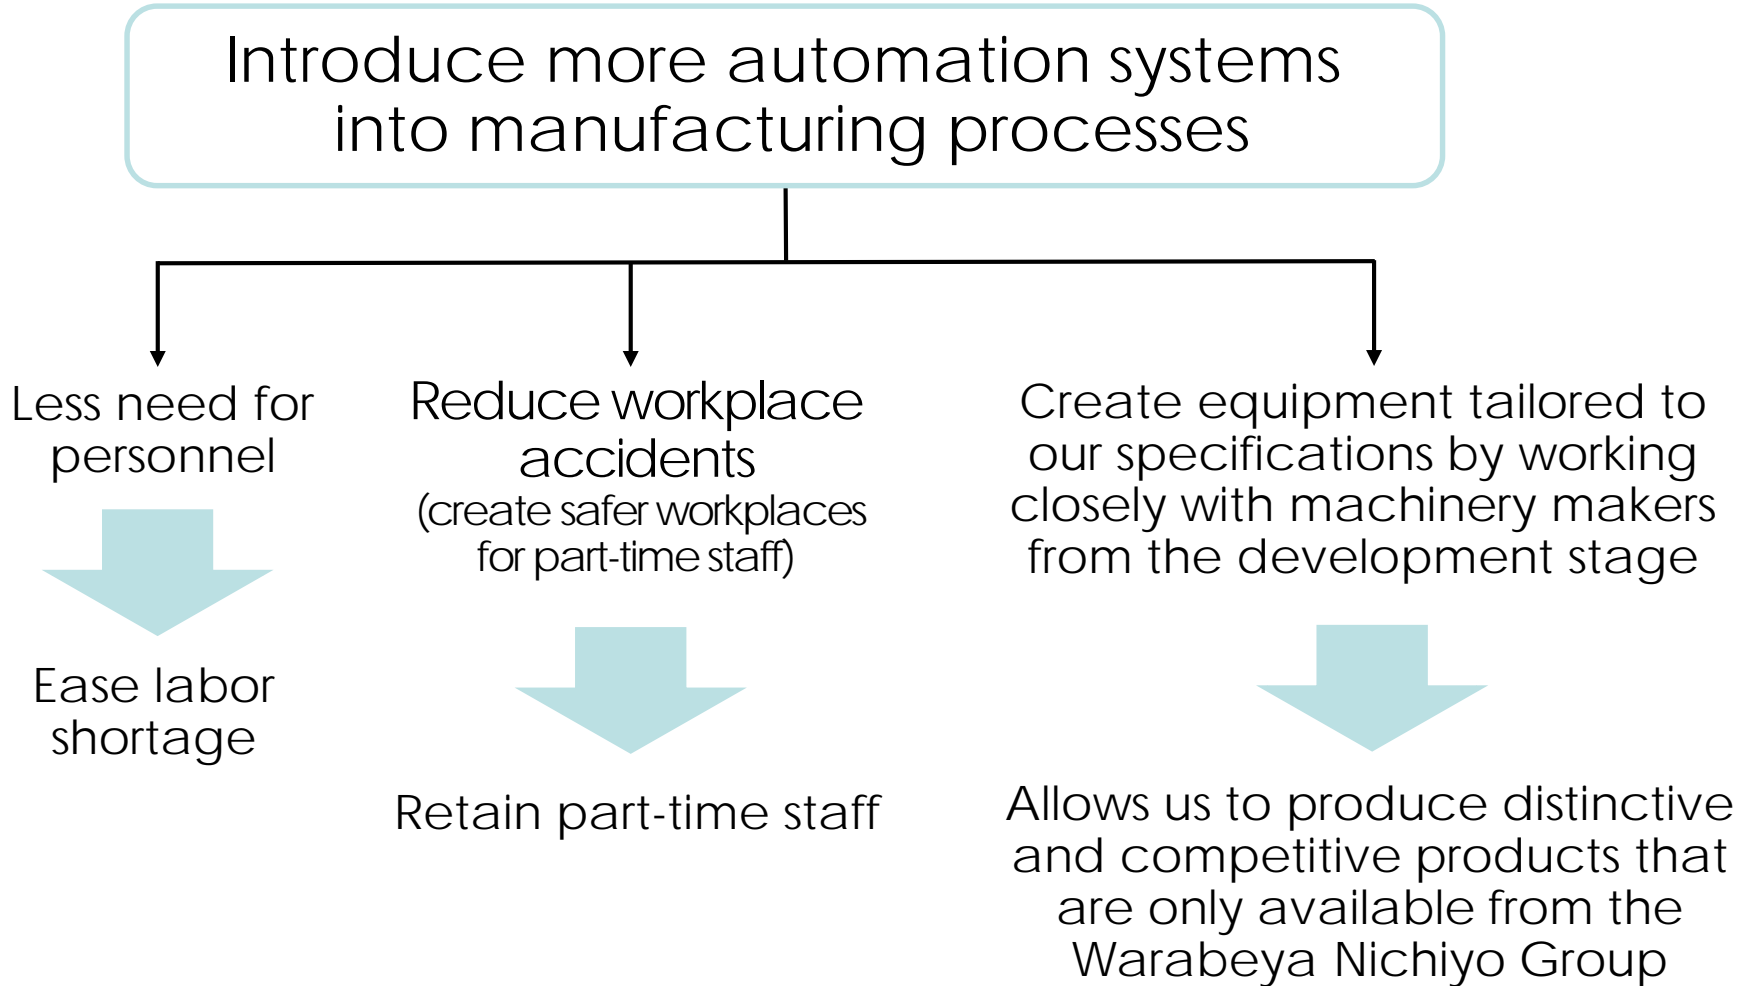 Introduce more automation systems
into manufacturing processes
Less need for
personnel
Ease labor
shortage
Reduce workplace
accidents
(create safer workplaces
for part-time staff)
Retain part-time staff
Create equipment tailored to
our specifications by working
closely with machinery makers
from the development stage
Allows us to produce distinctive
and competitive products that
are only available from the
Warabeya Nichiyo Group